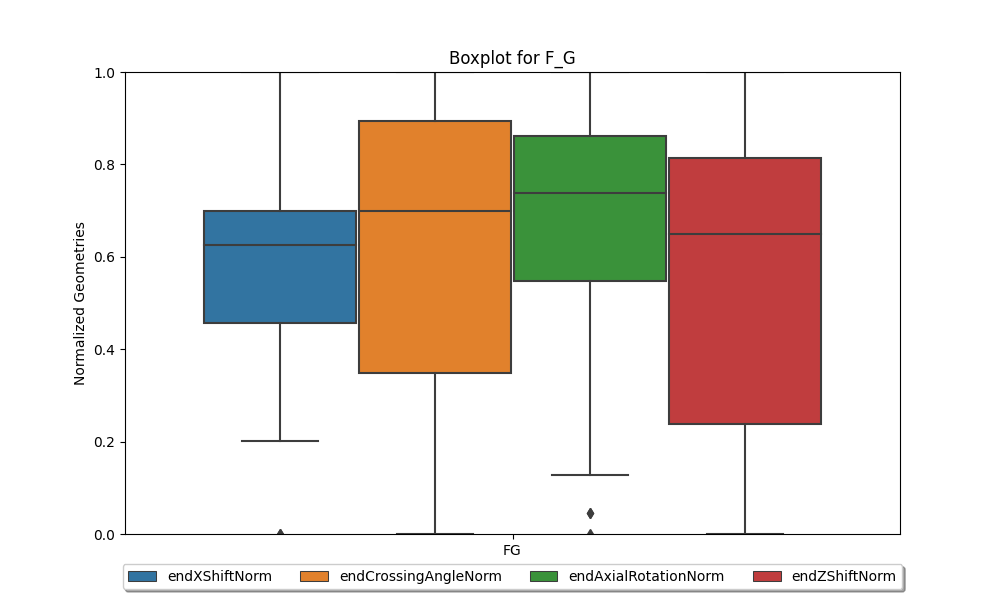 Boxplot for F_G
1.0
0.8
0.6
0.4
0.2
0.0
Normalized Geometries
FG
endXShiftNorm endCrossingAngleNorm endAxialRotationNorm endZShiftNorm